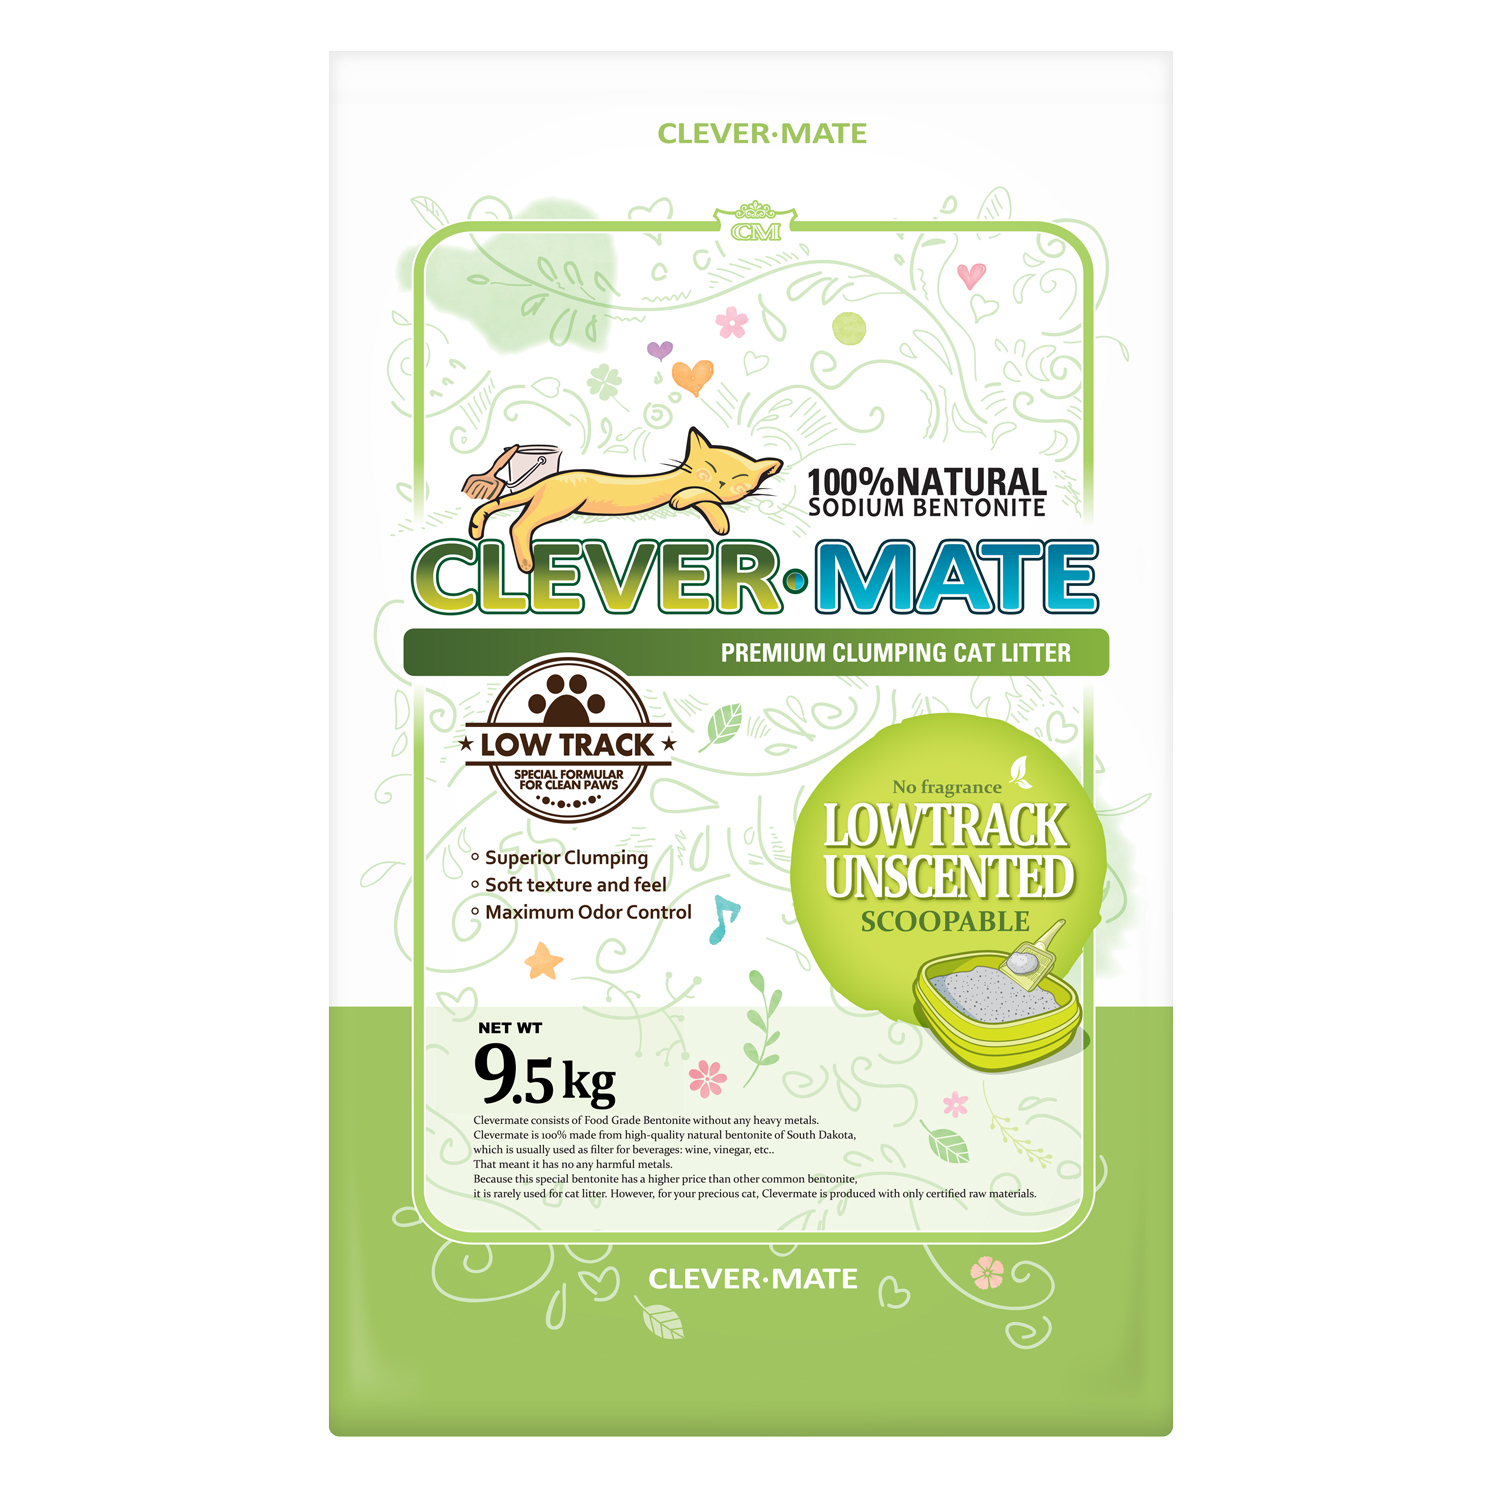 CLEVER·MATE
CM
100%NATURAL
SODIUM BENTONITE
CLEVER·MATE
PREMIUM CLUMPING CAT LITTER
★ LOW TRACK ★
SPECIAL FORMULAR
FOR CLEAN PAWS
No fragrance
LOWTRACK
UNSCENTED
SCOOPABLE
◦ Superior Clumping
◦ Soft texture and feel
◦ Maximum Odor Control
NET WT
9.5 kg
Clevermate consists of Food Grade Bentonite without any heavy metals.
Clevermate is 100% made from high-quality natural bentonite of South Dakota,
which is usually used as filter for beverages: wine, vinegar, etc..
That meant it has no any harmful metals.
Because this special bentonite has a higher price than other common bentonite,
it is rarely used for cat litter. However, for your precious cat, Clevermate is produced with only certified raw materials.
CLEVER·MATE